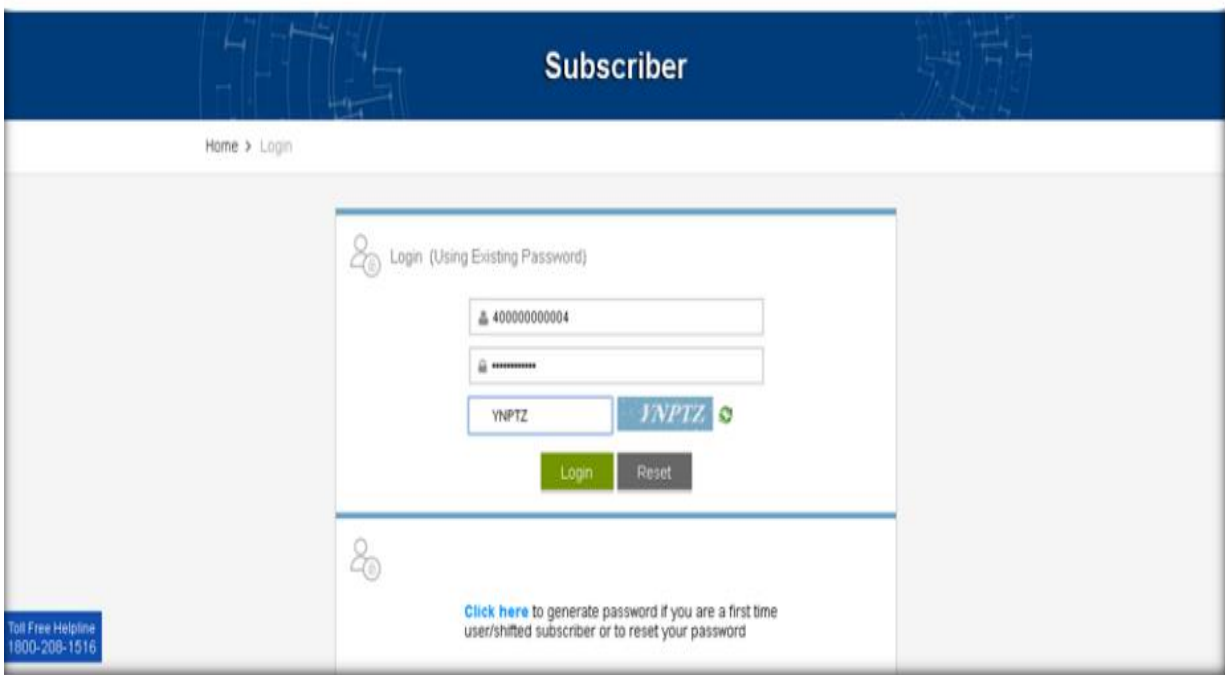 Subscriber
Home > Login
Login (Using Existing Password)
400000000004
••••••••••••
YNPTZ
YNPTZ
Login Reset
Click here to generate password if you are a first time
user/shifted subscriber or to reset your password
Toll Free Helpline
1800-208-1516